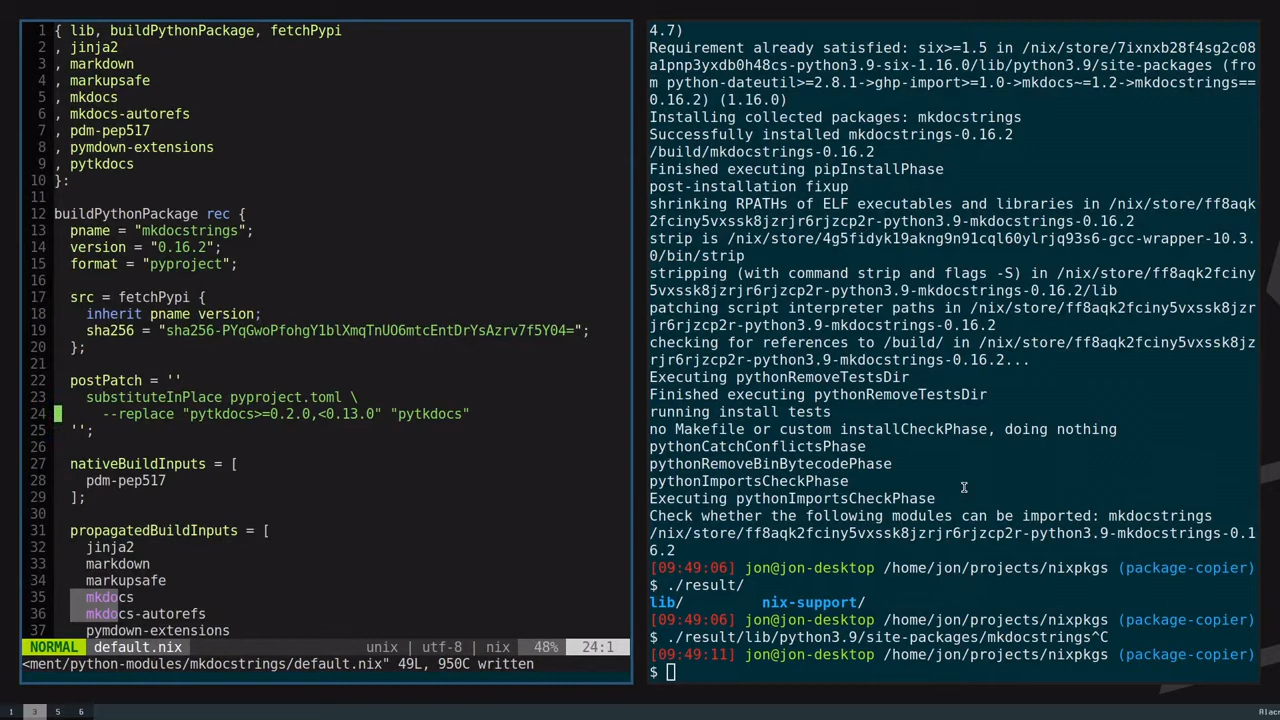 1 { lib, buildPythonPackage, fetchPypi
2 , jinja2
3 , markdown
4 , markupsafe
5 , mkdocs
6 , mkdocs-autorefs
7 , pdm-pep517
8 , pymdown-extensions
9 , pytkdocs
10 }:
11
12 buildPythonPackage rec {
13   pname = "mkdocstrings";
14   version = "0.16.2";
15   format = "pyproject";
16
17   src = fetchPypi {
18     inherit pname version;
19     sha256 = "sha256-PYqGwoPfohgY1blXmqTnUO6mtcEntDrYsAzrv7f5Y04=";
20   };
21
22   postPatch = ''
23     substituteInPlace pyproject.toml \
24       --replace "pytkdocs>=0.2.0,<0.13.0" "pytkdocs"
25   '';
26
27   nativeBuildInputs = [
28     pdm-pep517
29   ];
30
31   propagatedBuildInputs = [
32     jinja2
33     markdown
34     markupsafe
35     mkdocs
36     mkdocs-autorefs
37     pymdown-extensions
NORMAL default.nix unix | utf-8 | nix 48% 24:1
<ment/python-modules/mkdocstrings/default.nix" 49L, 950C written
4.7)
Requirement already satisfied: six>=1.5 in /nix/store/7ixnxb28f4sg2c08
a1pnp3yxdb0h48cs-python3.9-six-1.16.0/lib/python3.9/site-packages (fro
m python-dateutil>=2.8.1->ghp-import>=1.0->mkdocs~=1.2->mkdocstrings==
0.16.2) (1.16.0)
Installing collected packages: mkdocstrings
Successfully installed mkdocstrings-0.16.2
/build/mkdocstrings-0.16.2
Finished executing pipInstallPhase
post-installation fixup
shrinking RPATHs of ELF executables and libraries in /nix/store/ff8aqk
2fciny5vxssk8jzrjr6rjzcp2r-python3.9-mkdocstrings-0.16.2
strip is /nix/store/4g5fidyk19akng9n91cql60ylrjq93s6-gcc-wrapper-10.3.
0/bin/strip
stripping (with command strip and flags -S) in /nix/store/ff8aqk2fciny
5vxssk8jzrjr6rjzcp2r-python3.9-mkdocstrings-0.16.2/lib
patching script interpreter paths in /nix/store/ff8aqk2fciny5vxssk8jzr
jr6rjzcp2r-python3.9-mkdocstrings-0.16.2
checking for references to /build/ in /nix/store/ff8aqk2fciny5vxssk8jz
rjr6rjzcp2r-python3.9-mkdocstrings-0.16.2...
Executing pythonRemoveTestsDir
Finished executing pythonRemoveTestsDir
running install tests
no Makefile or custom installCheckPhase, doing nothing
pythonCatchConflictsPhase
pythonRemoveBinBytecodePhase
pythonImportsCheckPhase
Executing pythonImportsCheckPhase
Check whether the following modules can be imported: mkdocstrings
/nix/store/ff8aqk2fciny5vxssk8jzrjr6rjzcp2r-python3.9-mkdocstrings-0.1
6.2
[09:49:06] jon@jon-desktop /home/jon/projects/nixpkgs (package-copier)
$ ./result/
lib/ nix-support/
[09:49:06] jon@jon-desktop /home/jon/projects/nixpkgs (package-copier)
$ ./result/lib/python3.9/site-packages/mkdocstrings^C
[09:49:11] jon@jon-desktop /home/jon/projects/nixpkgs (package-copier)
$
1 3 5 6